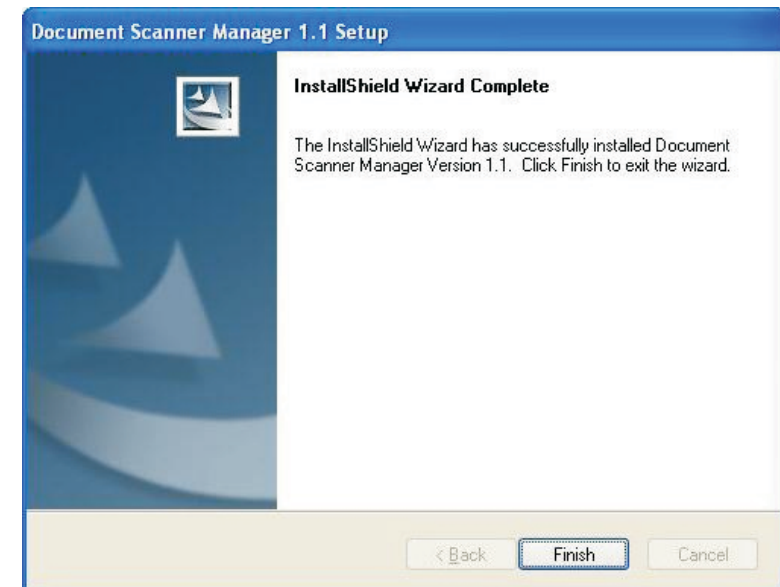 Document Scanner Manager 1.1 Setup
InstallShield Wizard Complete
The InstallShield Wizard has successfully installed Document
Scanner Manager Version 1.1.  Click Finish to exit the wizard.
< Back Finish Cancel